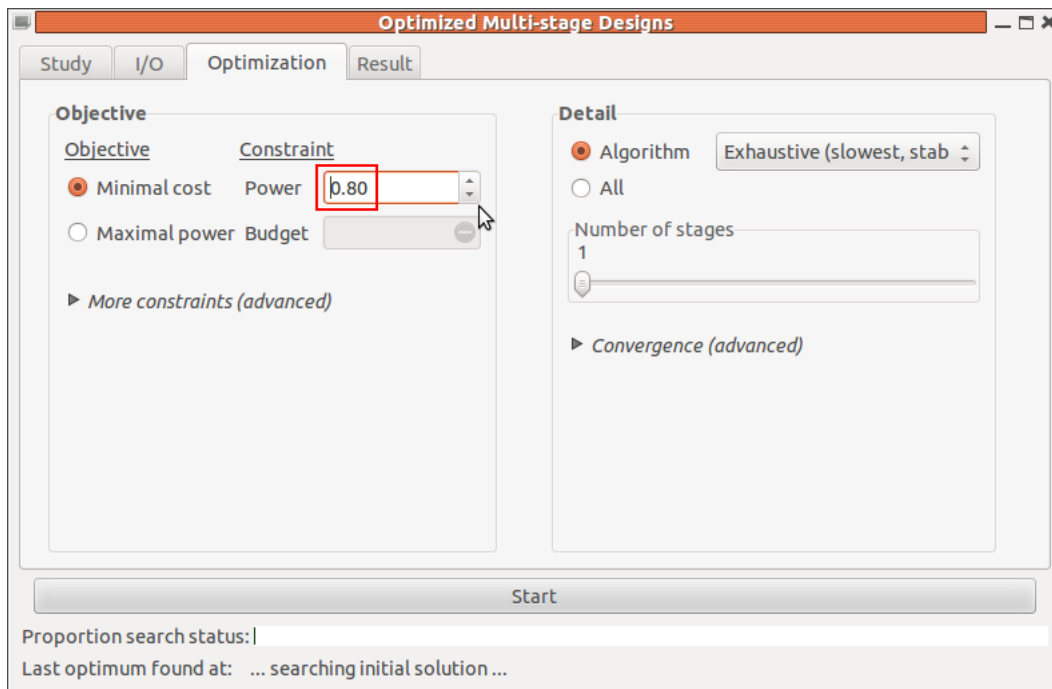 Optimized Multi-stage Designs
Study I/O Optimization Result
Objective
Objective Constraint
Minimal cost Power 0.80
Maximal power Budget
More constraints (advanced)
Detail
Algorithm Exhaustive (slowest, stab
All
Number of stages
1
Convergence (advanced)
Start
Proportion search status:
Last optimum found at: ... searching initial solution ...